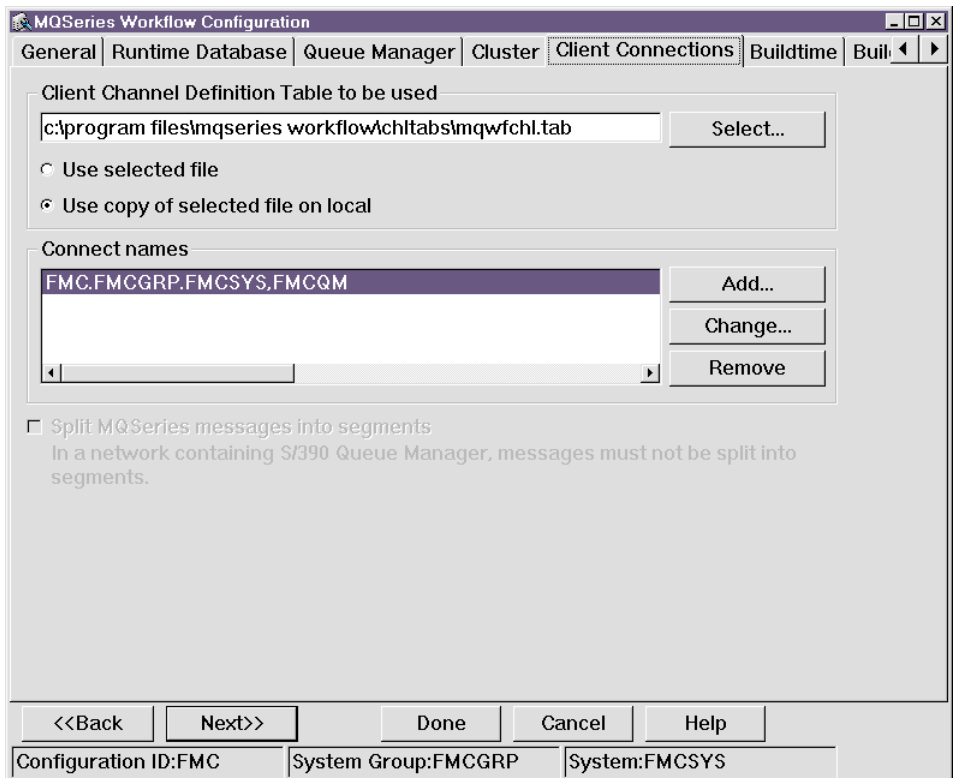 MQSeries Workflow Configuration
General Runtime Database Queue Manager Cluster Client Connections Buildtime Buil
Client Channel Definition Table to be used
c:\program files\mqseries workflow\chltabs\mqwfchl.tab Select...
Use selected file
Use copy of selected file on local
Connect names
FMC.FMCGRP.FMCSYS,FMCQM Add...
Change...
Remove
Split MQSeries messages into segments
In a network containing S/390 Queue Manager, messages must not be split into
segments.
<<Back Next>> Done Cancel Help
Configuration ID:FMC System Group:FMCGRP System:FMCSYS